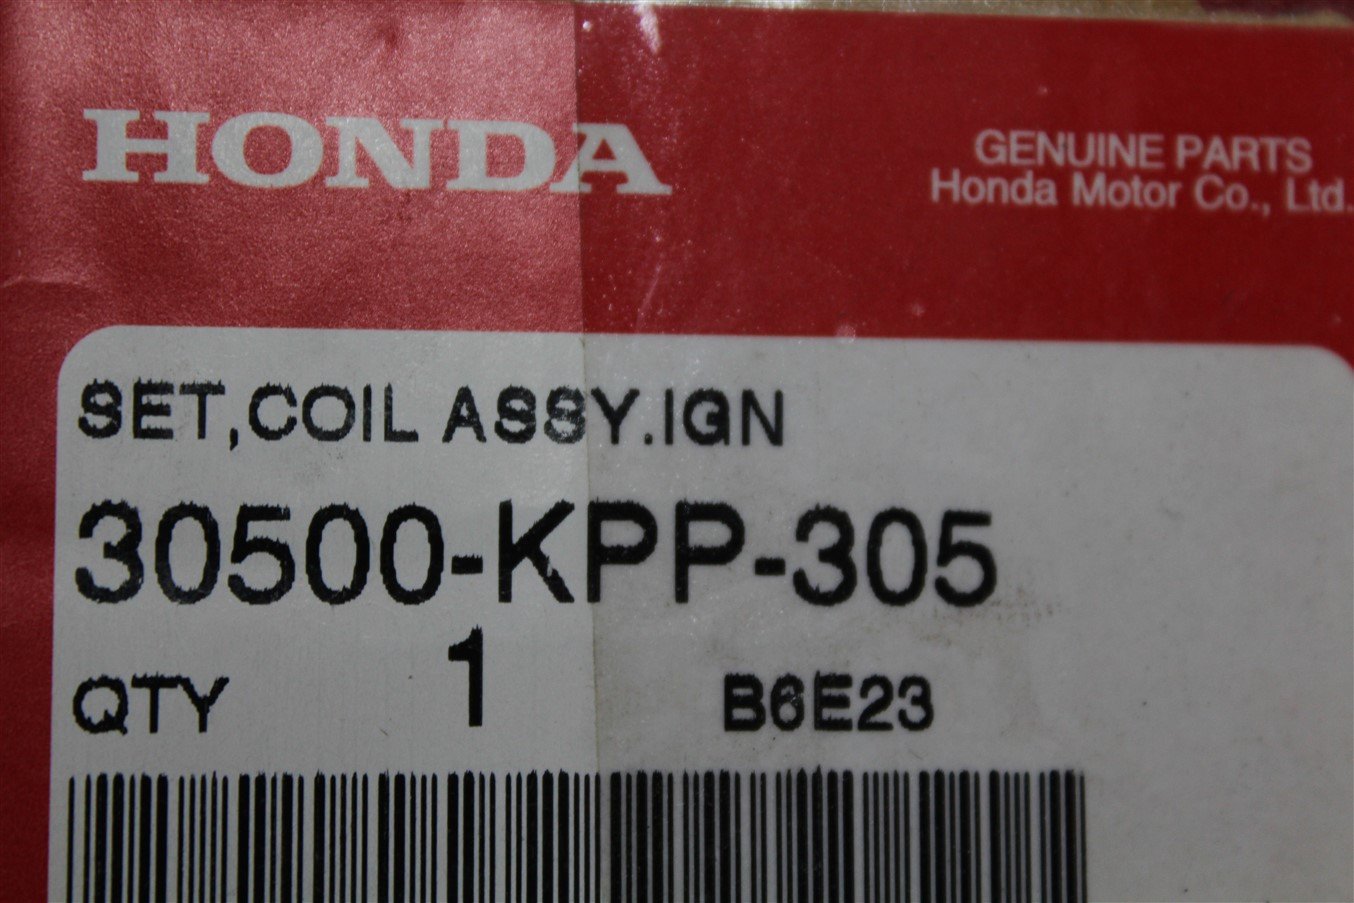 HONDA
GENUINE PARTS
Honda Motor Co., Ltd.
SET,COIL ASSY.IGN
30500-KPP-305
QTY 1 B6E23